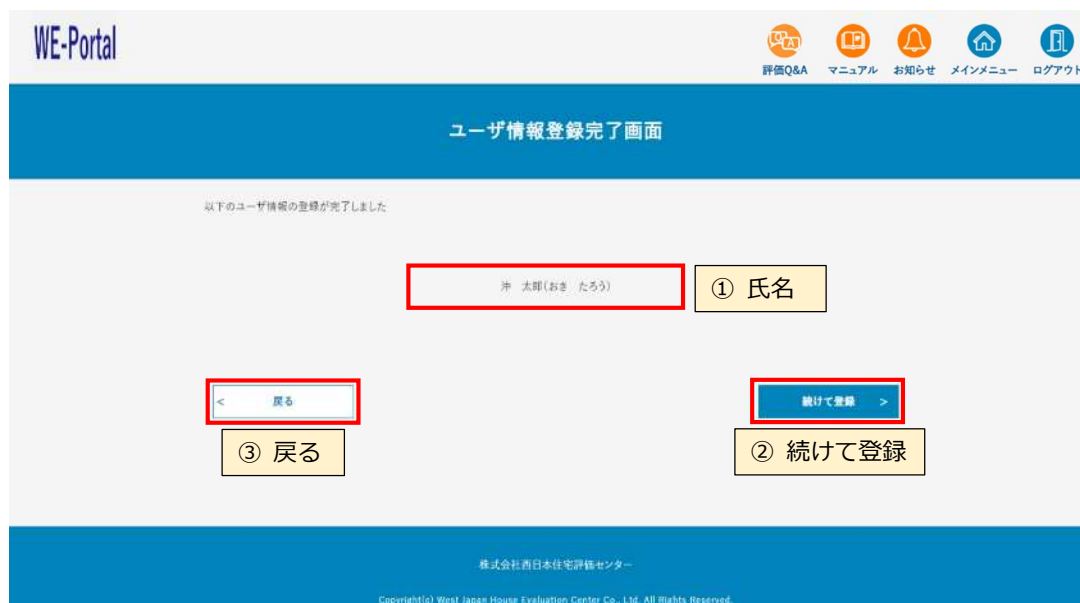 WE-Portal
評価Q&A マニュアル お知らせ メインメニュー ログアウト
ユーザ情報登録完了画面
以下のユーザ情報の登録が完了しました
沖 太郎(おき たろう)
① 氏名
< 戻る
続けて登録 >
③ 戻る
② 続けて登録
株式会社西日本住宅評価センター
Copyright(c) West Japan House Evaluation Center Co., Ltd. All Rights Reserved.